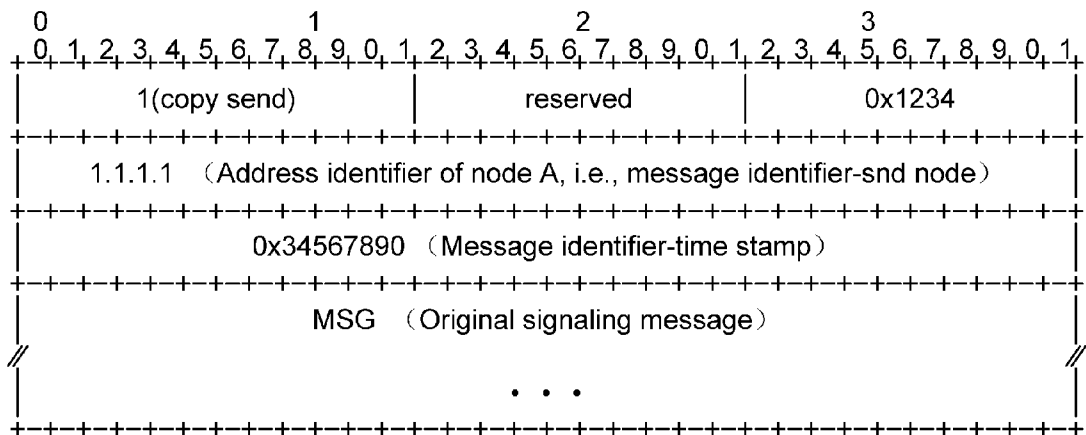 0 1 2 3
0 1 2 3 4 5 6 7 8 9 0 1 2 3 4 5 6 7 8 9 0 1 2 3 4 5 6 7 8 9 0 1
1(copy send) reserved 0x1234
1.1.1.1 （Address identifier of node A, i.e., message identifier-snd node）
0x34567890 （Message identifier-time stamp）
MSG （Original signaling message）
• • •